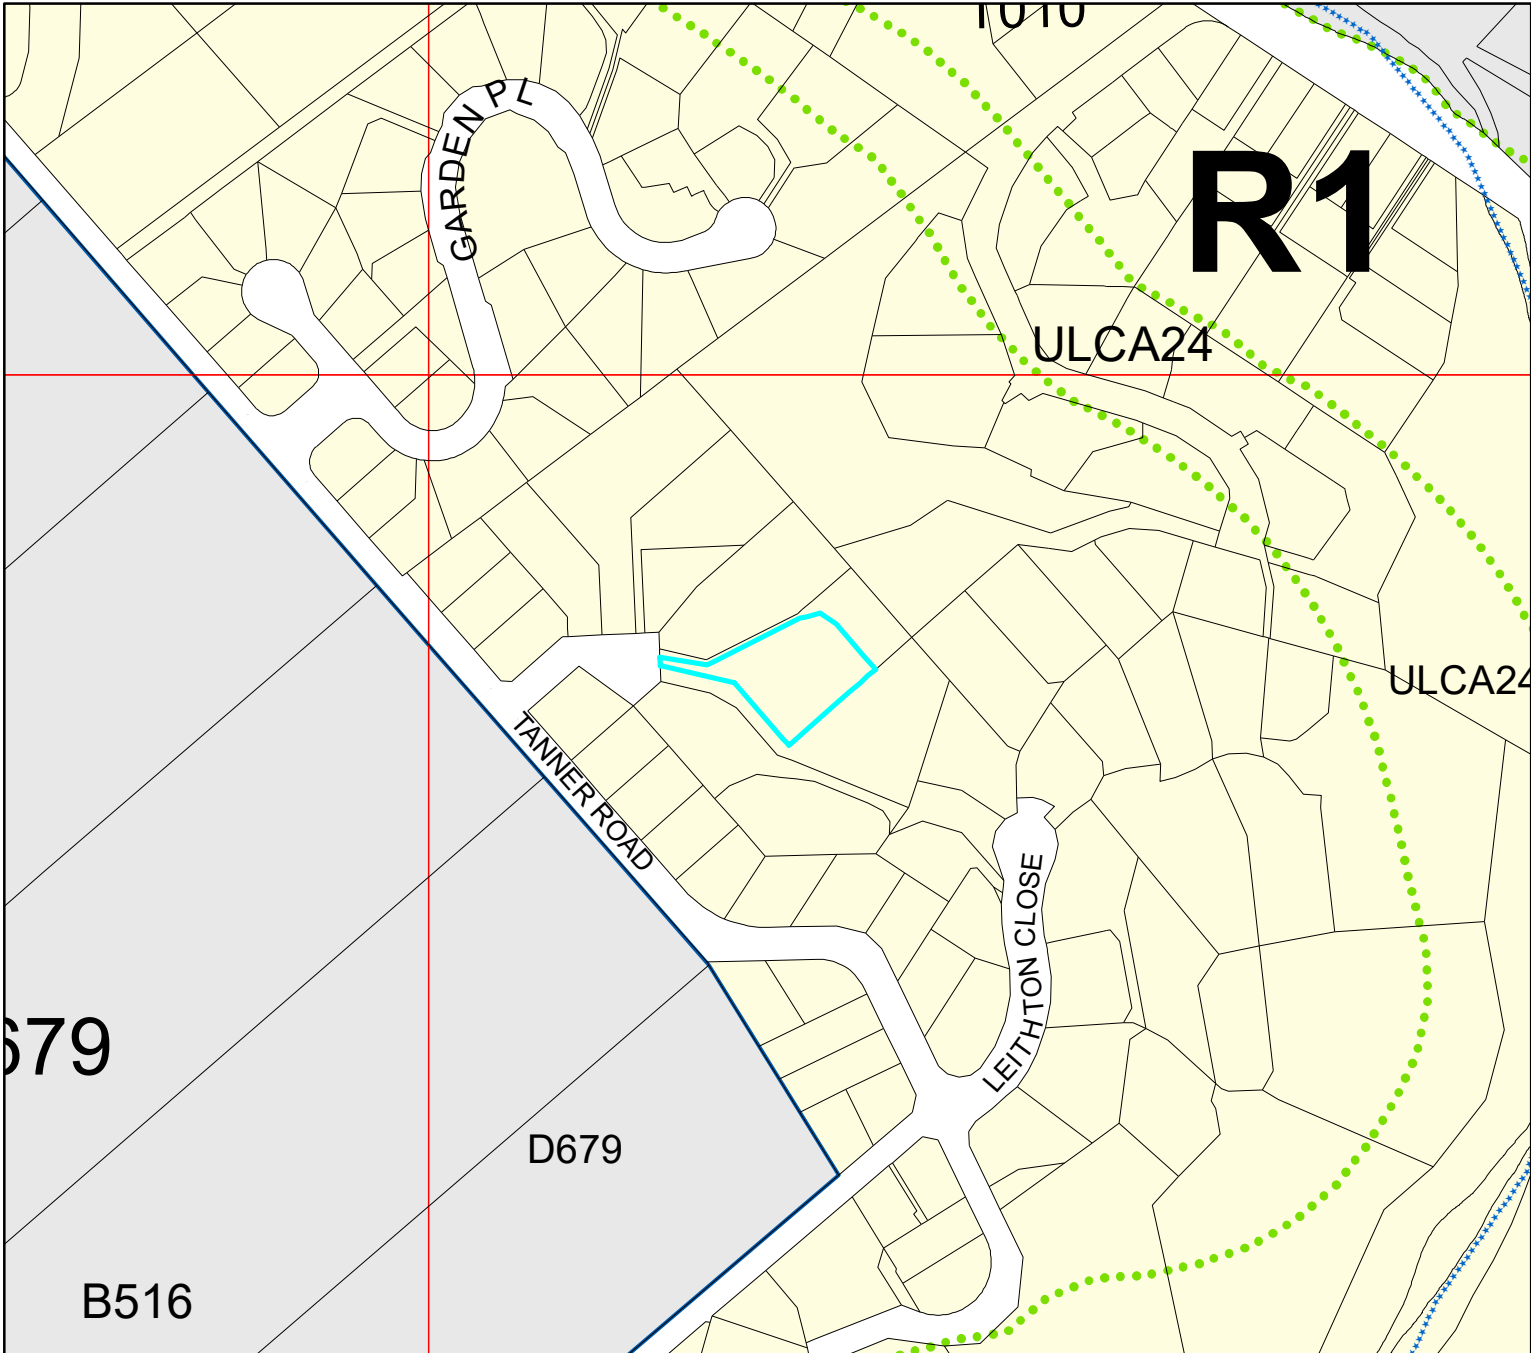 GARDEN PL
R1
ULCA24
ULCA24
TANNER ROAD
LEITHTON CLOSE
679
D679
B516